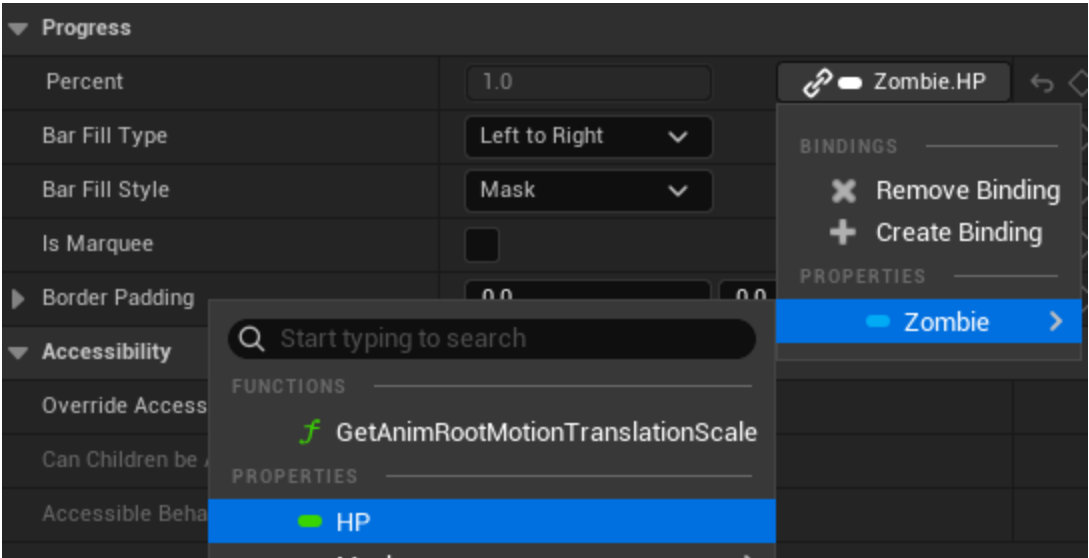 Progress
Percent 1.0 Zombie.HP
Bar Fill Type Left to Right
BINDINGS
Bar Fill Style Mask
Remove Binding
Is Marquee
Create Binding
PROPERTIES
Border Padding 0.0 0.0
Zombie
Start typing to search
Accessibility
FUNCTIONS
Override Access
GetAnimRootMotionTranslationScale
Can Children be
PROPERTIES
Accessible Beha
HP